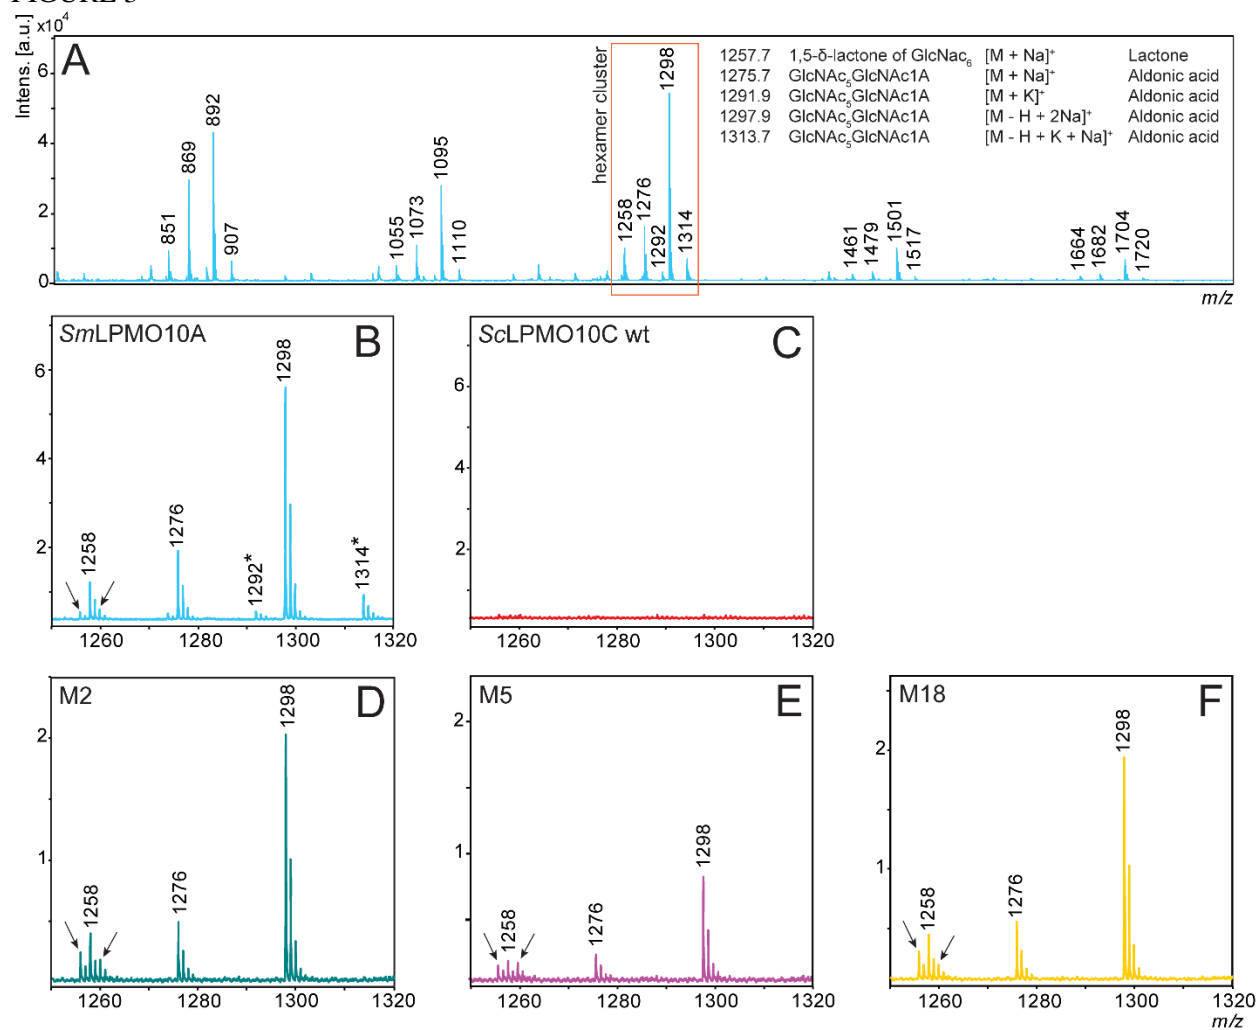 Intens. [a.u.]
x10⁴
A
6
4
2
0
851
869
892
907
1055
1073
1095
1110
hexamer cluster
1258
1276
1292
1298
1314
1461
1479
1501
1517
1664
1682
1704
1720
m/z
1257.7 1,5-δ-lactone of GlcNac₆ [M + Na]⁺ Lactone
1275.7 GlcNAc₅GlcNAc1A [M + Na]⁺ Aldonic acid
1291.9 GlcNAc₅GlcNAc1A [M + K]⁺ Aldonic acid
1297.9 GlcNAc₅GlcNAc1A [M - H + 2Na]⁺ Aldonic acid
1313.7 GlcNAc₅GlcNAc1A [M - H + K + Na]⁺ Aldonic acid
SmLPMO10A B
6
4
2
1258
1276
1292*
1298
1314*
1260 1280 1300 1320
ScLPMO10C wt C
6
4
2
1260 1280 1300 1320
M2 D
2
1
1258
1276
1298
1260 1280 1300 1320
M5 E
2
1
1258
1276
1298
1260 1280 1300 1320
M18 F
2
1
1258
1276
1298
1260 1280 1300 1320
m/z